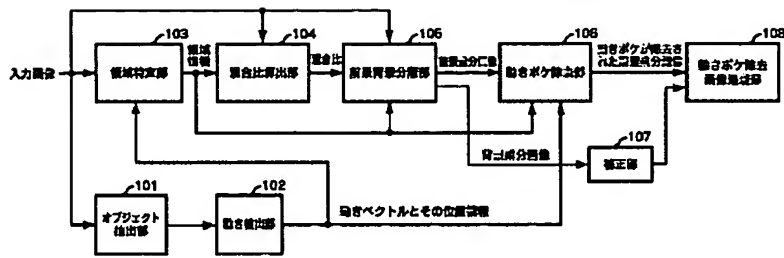 103
領域特定部
領域
情報
104
混合比算出部
混合比
105
前景背景分離部
前景成分画像
106
動きボケ除去部
動きボケが除去さ
れた前景成分画像
108
動きボケ除去
画像生成部
入力画像
背景成分画像
107
補正部
101
オブジェクト
抽出部
102
動き検出部
動きベクトルとその位置情報